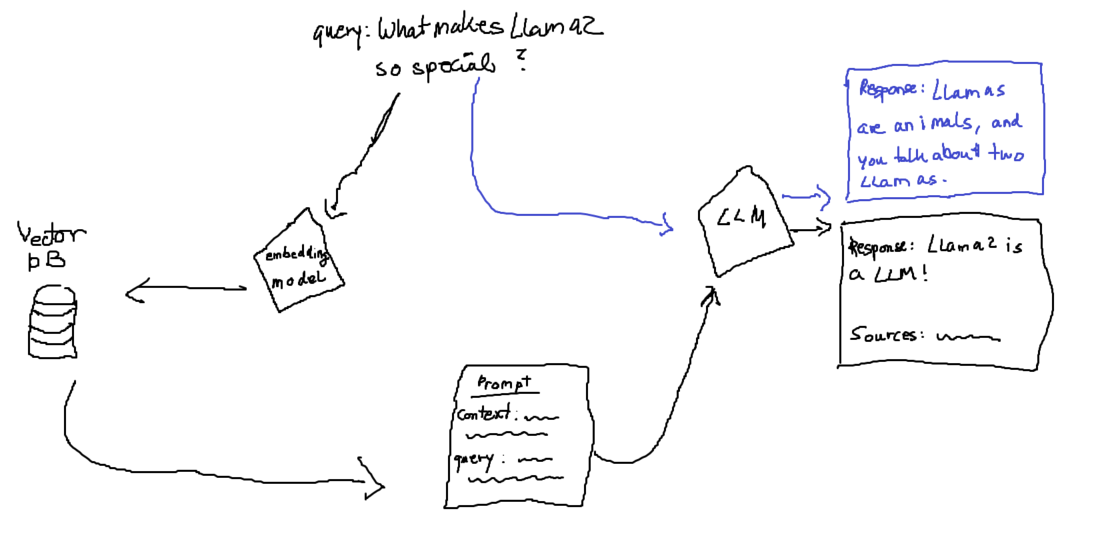 query: What makes Llama2
so special ?
Response: Llamas
are animals, and
you talk about two
Llamas.
LLM
Response: Llama2 is
a LLM!
Sources:
Vector
DB
embedding
model
Prompt
Context:
query: